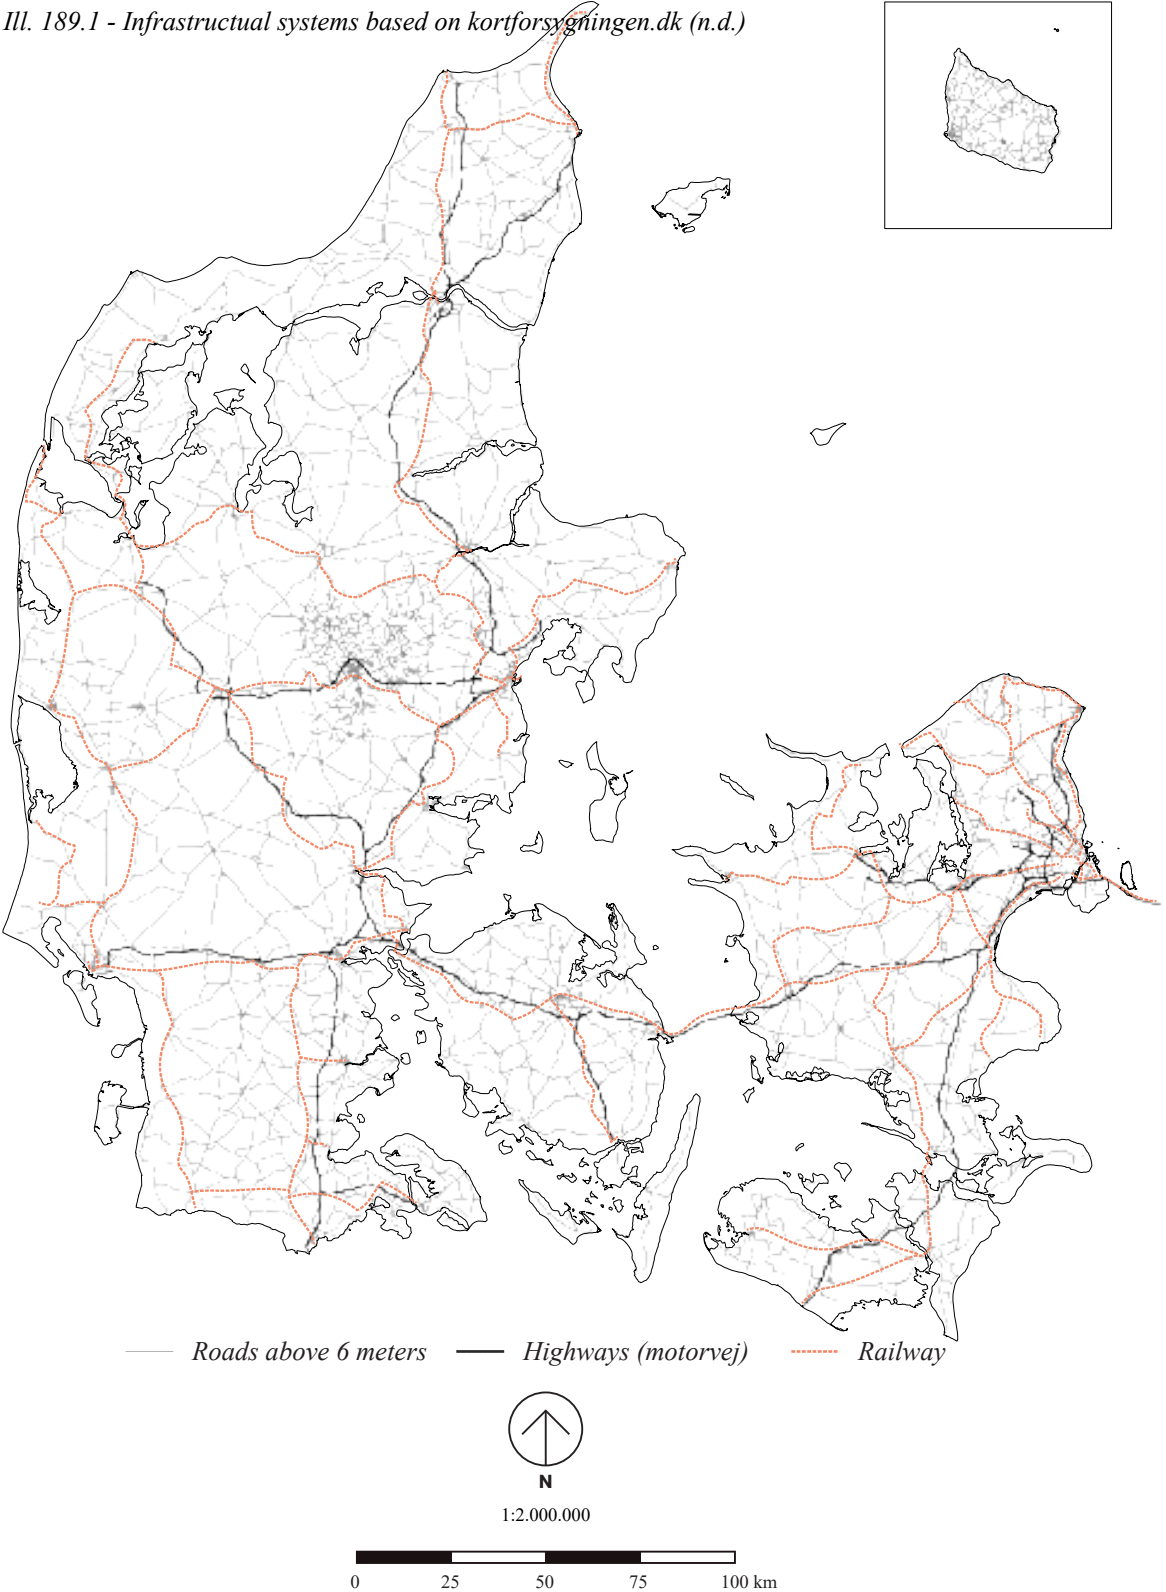 Ill. 189.1 - Infrastructual systems based on kortforsygningen.dk (n.d.)
Roads above 6 meters Highways (motorvej) Railway
N
1:2.000.000
0 25 50 75 100 km